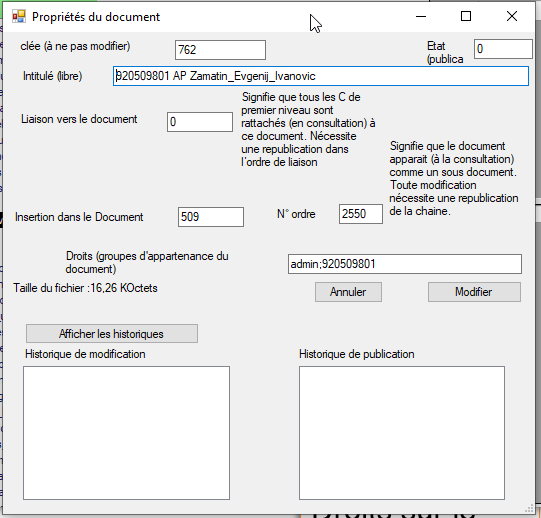 Propriétés du document
clée (à ne pas modifier)
762
Etat
(publica
0
Intitulé (libre)
920509801 AP Zamatin_Evgenij_Ivanovic
Liaison vers le document
0
Signifie que tous les C de
premier niveau sont
rattachés (en consultation) à
ce document. Nécessite
une republication dans
l'ordre de liaison
Signifie que le document
apparait (à la consultation)
comme un sous document.
Toute modification
nécessite une republication
de la chaine.
Insertion dans le Document
509
N° ordre
2550
Droits (groupes d'appartenance du
document)
admin;920509801
Taille du fichier :16,26 KOctets
Annuler
Modifier
Afficher les historiques
Historique de modification
Historique de publication